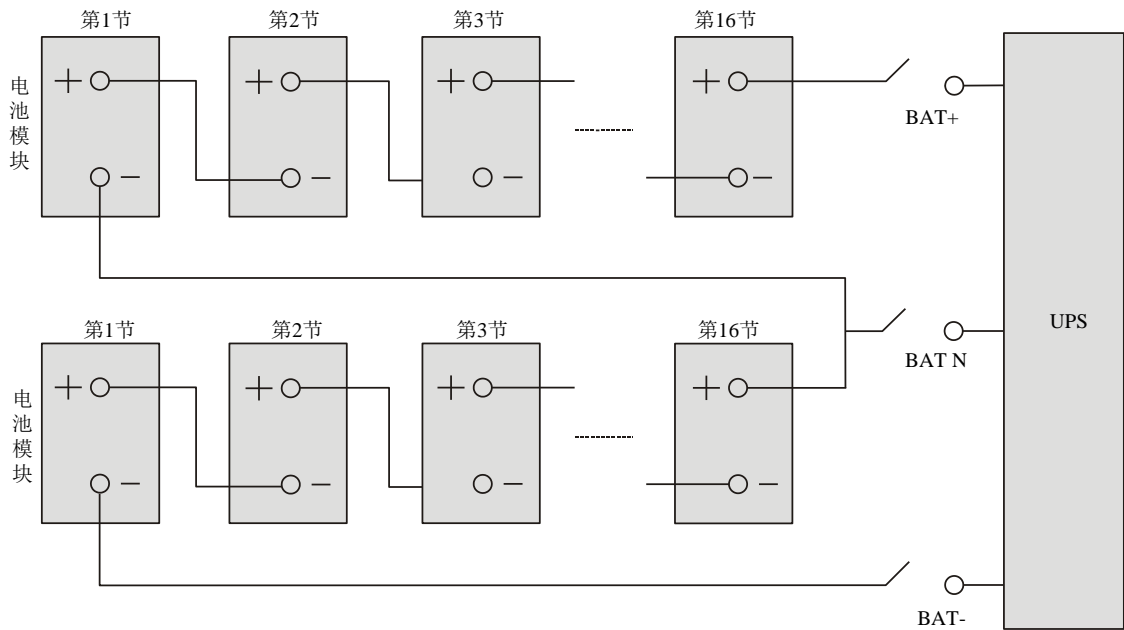 第1节
第2节
第3节
第16节
电池模块
BAT+
第1节
第2节
第3节
第16节
电池模块
BAT N
UPS
BAT-